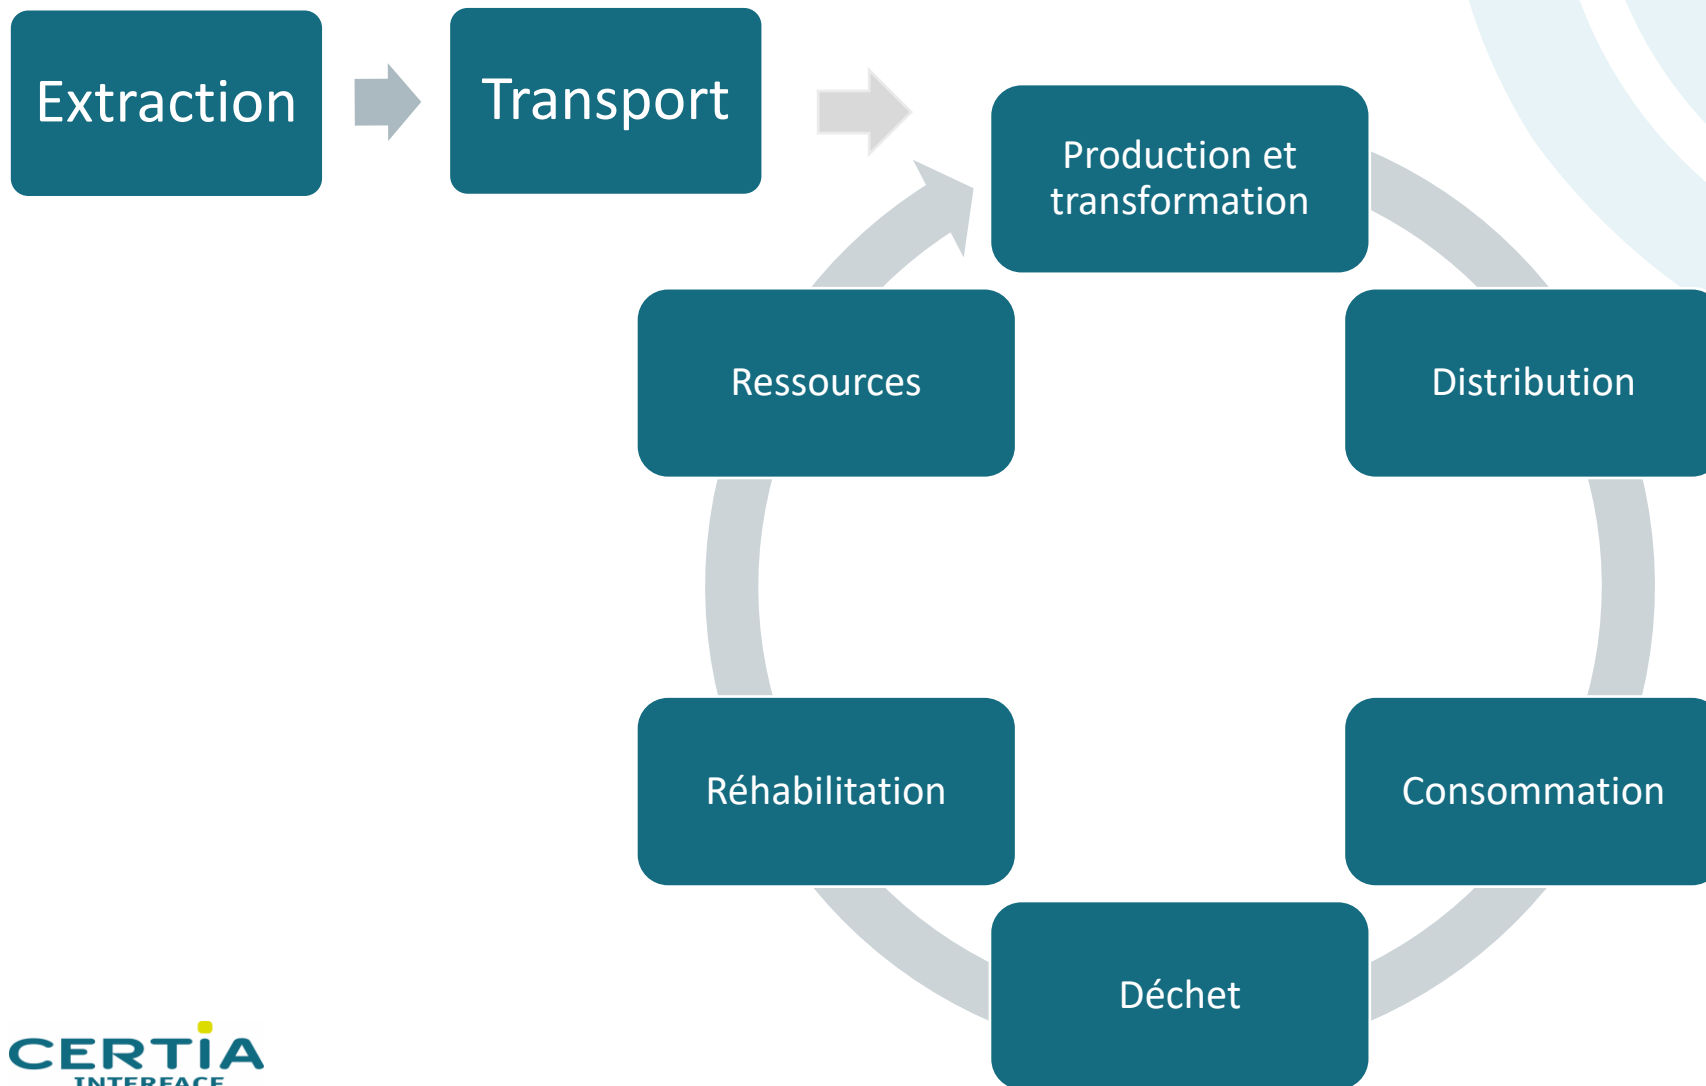 Extraction
Transport
Production et
transformation
Ressources
Distribution
Réhabilitation
Consommation
Déchet
CERTIA
INTERFACE